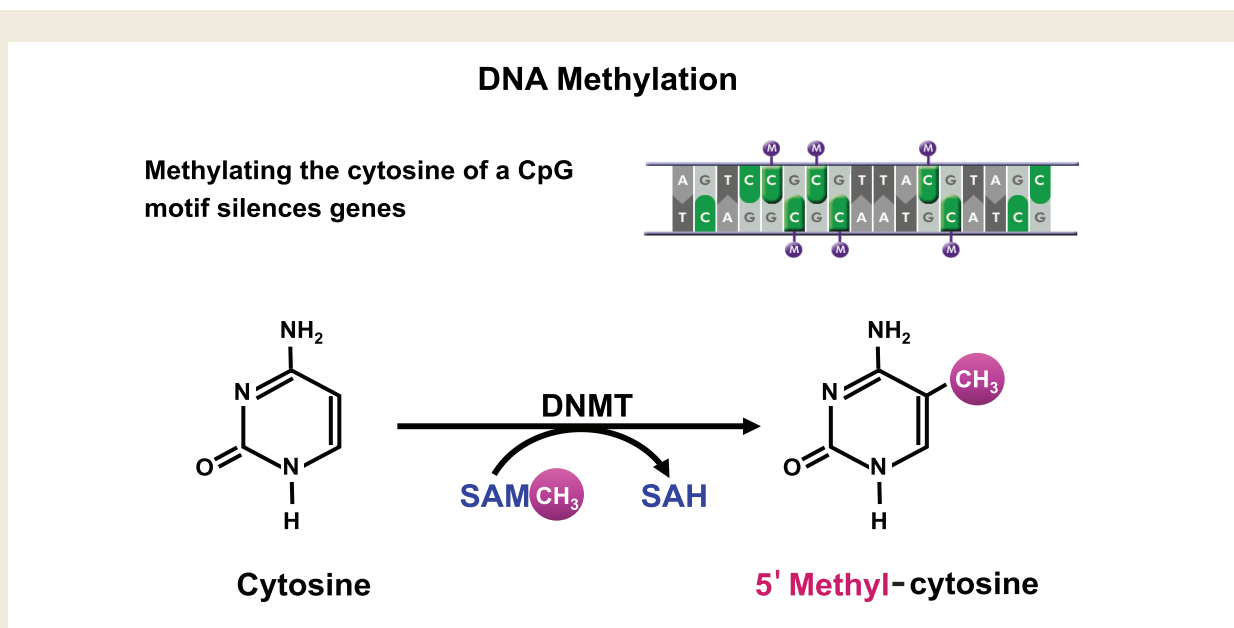 DNA Methylation
Methylating the cytosine of a CpG
motif silences genes
M M M
A G T C C G C G T T A C G T A G C
T C A G G C G C A A T G C A T C G
M M M
NH₂
N
O
N
H
Cytosine
DNMT
SAM CH₃ SAH
NH₂
CH₃
N
O
N
H
5' Methyl-cytosine